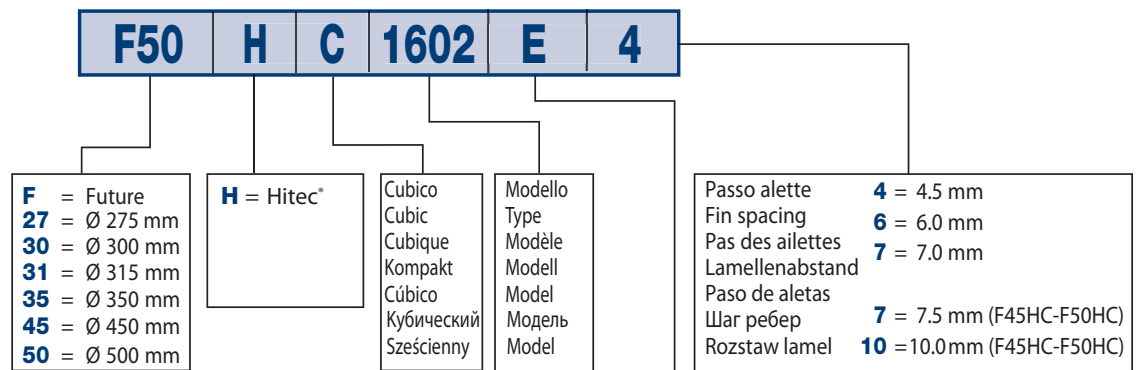 F50 H C 1602 E 4
F = Future
27 = Ø 275 mm
30 = Ø 300 mm
31 = Ø 315 mm
35 = Ø 350 mm
45 = Ø 450 mm
50 = Ø 500 mm
H = Hitec®
Cubico
Cubic
Cubique
Kompakt
Cúbico
Кубический
Sześcienny
Modello
Type
Modèle
Modell
Model
Модель
Model
Passo alette
Fin spacing
Pas des ailettes
Lamellenabstand
Paso de aletas
Шаг ребер
Rozstaw lamel
4 = 4.5 mm
6 = 6.0 mm
7 = 7.0 mm
7 = 7.5 mm (F45HC-F50HC)
10 =10.0 mm (F45HC-F50HC)